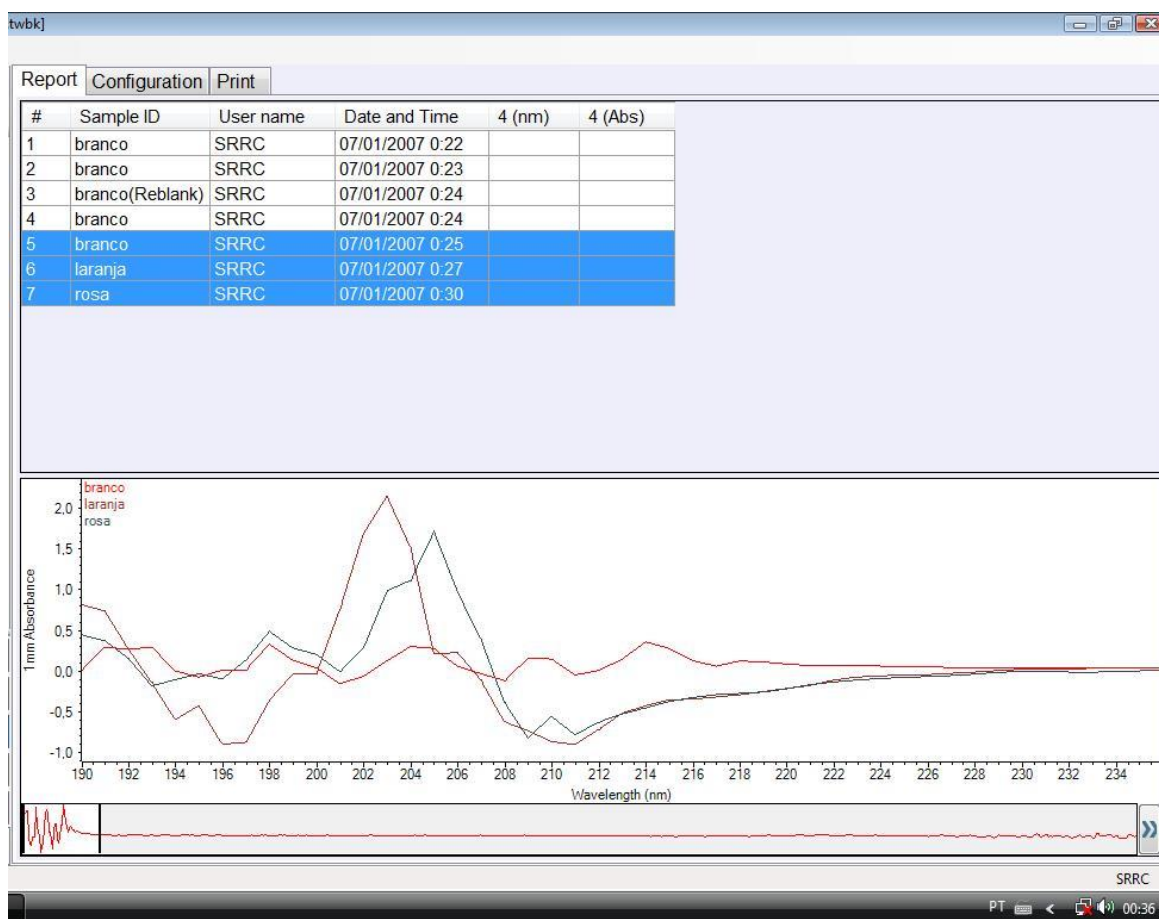 twbk]
Report Configuration Print
# Sample ID User name Date and Time 4 (nm) 4 (Abs)
1 branco SRRC 07/01/2007 0:22
2 branco SRRC 07/01/2007 0:23
3 branco(Reblank) SRRC 07/01/2007 0:24
4 branco SRRC 07/01/2007 0:24
5 branco SRRC 07/01/2007 0:25
6 laranja SRRC 07/01/2007 0:27
7 rosa SRRC 07/01/2007 0:30
branco
laranja
rosa
2,0
1,5
1,0
0,5
0,0
-0,5
-1,0
1mm Absorbance
190 192 194 196 198 200 202 204 206 208 210 212 214 216 218 220 222 224 226 228 230 232 234
Wavelength (nm)
SRRC
PT 00:36